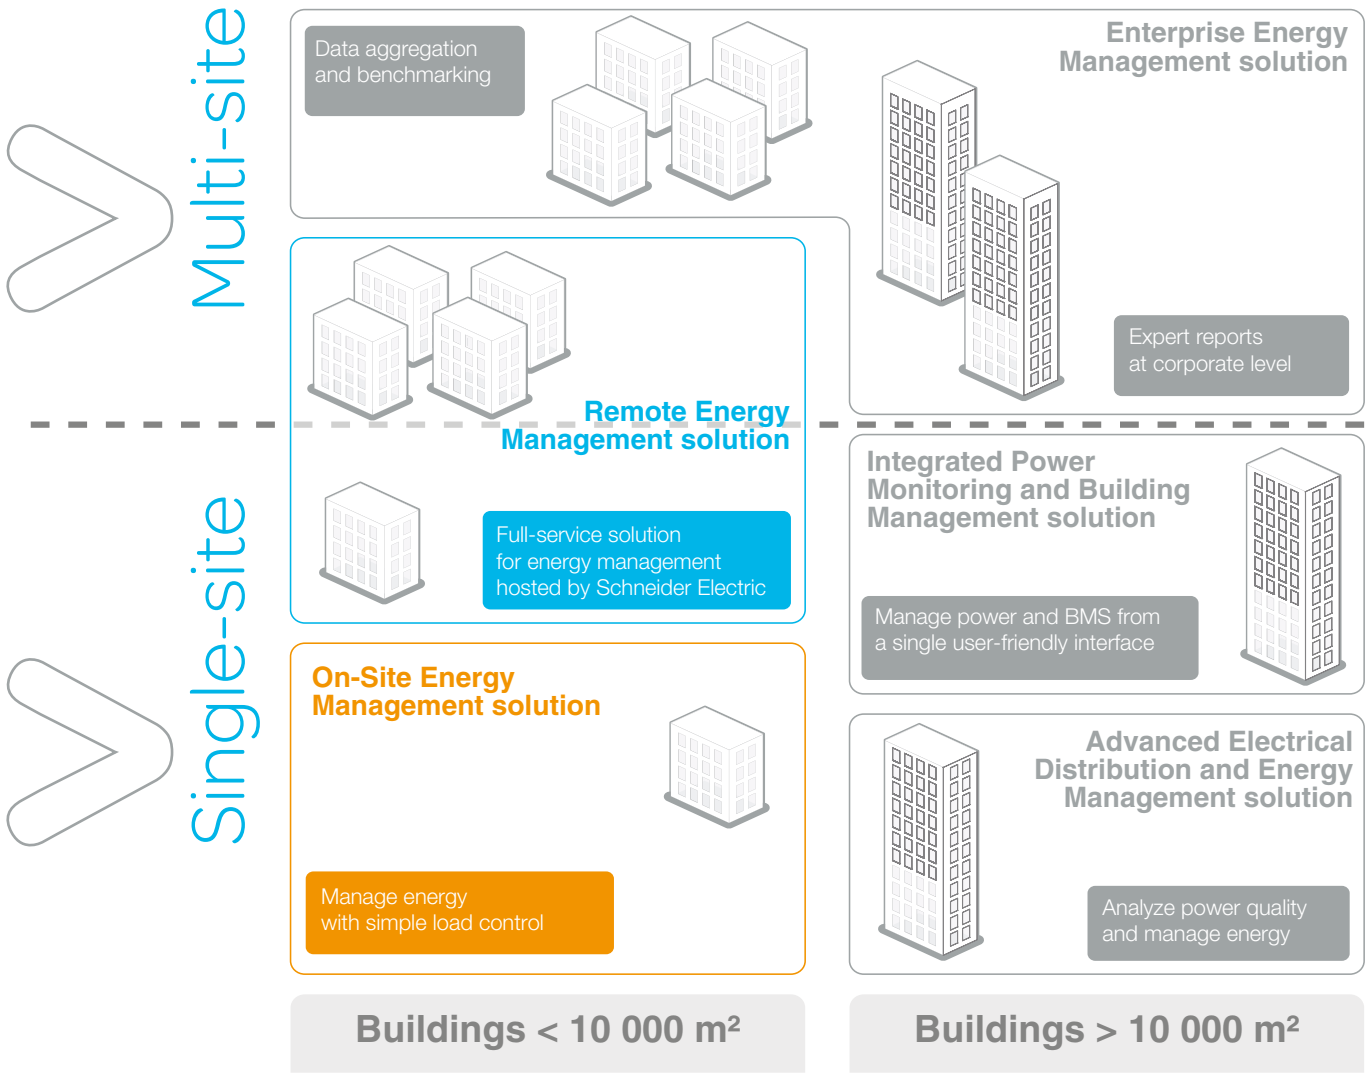 Multi-site
Data aggregation
and benchmarking
Enterprise Energy
Management solution
Expert reports
at corporate level
Remote Energy
Management solution
Full-service solution
for energy management
hosted by Schneider Electric
Single-site
Integrated Power
Monitoring and Building
Management solution
Manage power and BMS from
a single user-friendly interface
On-Site Energy
Management solution
Manage energy
with simple load control
Advanced Electrical
Distribution and Energy
Management solution
Analyze power quality
and manage energy
Buildings < 10 000 m²
Buildings > 10 000 m²